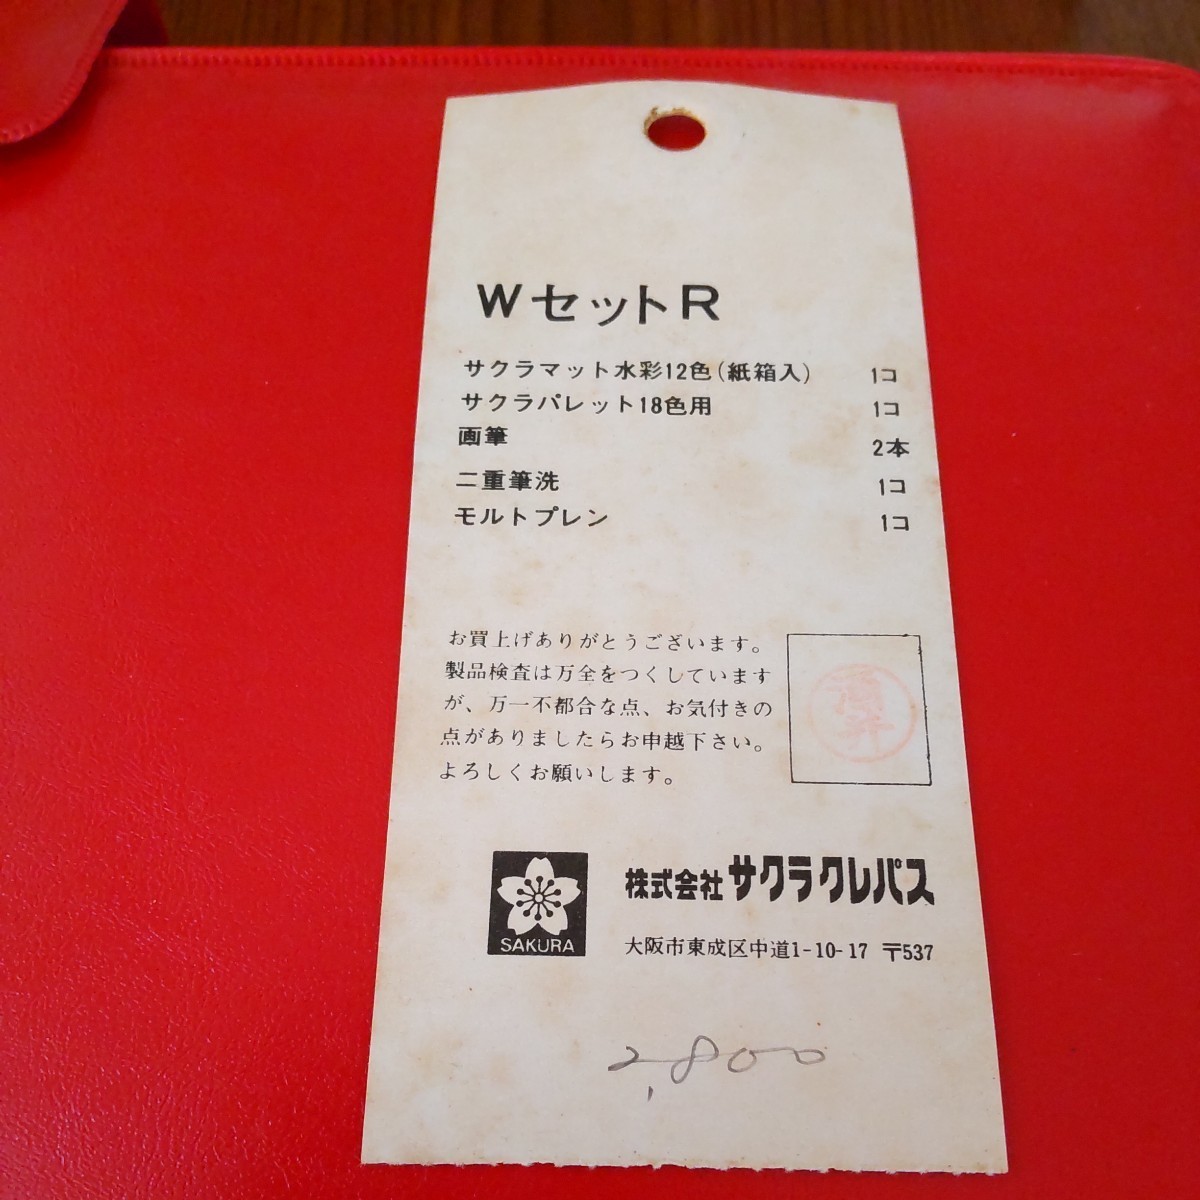 WセットR
サクラマット水彩12色(紙箱入) 1コ
サクラパレット18色用 1コ
画筆 2本
二重筆洗 1コ
モルトプレン 1コ
お買上げありがとうございます。
製品検査は万全をつくしています
が、万一不都合な点、お気付きの
点がありましたらお申越下さい。
よろしくお願いします。
酒井
SAKURA
株式会社サクラクレパス
大阪市東成区中道1-10-17 〒537
2,800